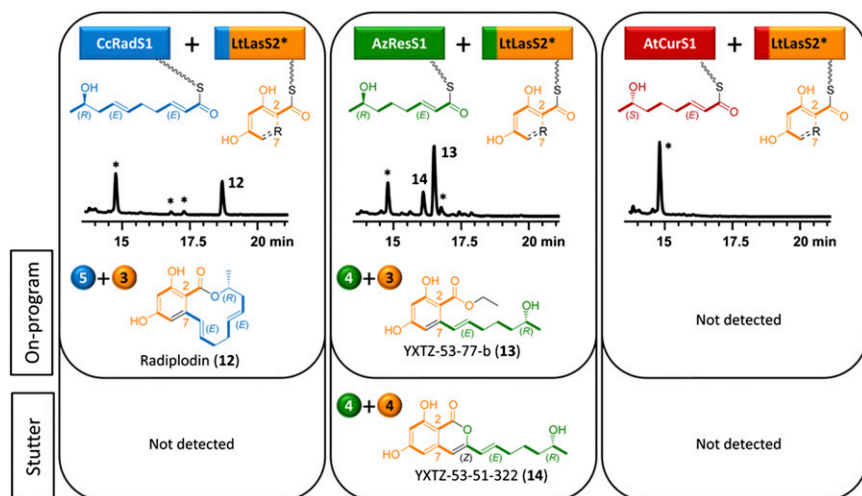 CcRadS1 + LtLasS2*
AzResS1 + LtLasS2*
AtCurS1 + LtLasS2*
OH S O (R) (E) (E)
OH 2 S O HO R 7
OH S O (R) (E)
OH 2 S O HO R 7
OH S O (S) (E)
OH 2 S O HO R 7
* * * 12
15 17.5 20 min
* 14 13 *
15 17.5 20 min
*
15 17.5 20 min
On-program
5 + 3
OH O 2 O (R) HO 7 (E) (E)
Radiplodin (12)
4 + 3
OH O 2 O OH HO 7 (E) (R)
YXTZ-53-77-b (13)
Not detected
Stutter
Not detected
4 + 4
OH O 2 O OH HO 7 (Z) (E) (R)
YXTZ-53-51-322 (14)
Not detected